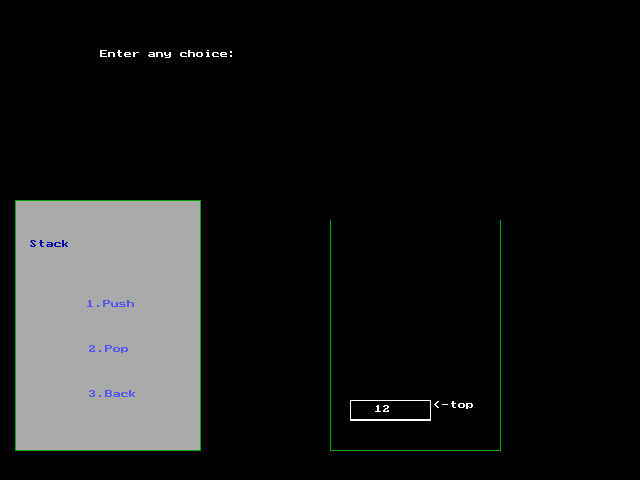 Enter any choice:
Stack
1.Push
2.Pop
3.Back
12
<-top